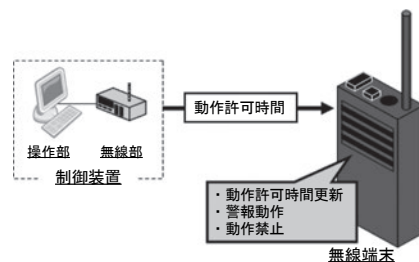 動作許可時間
操作部
無線部
制御装置
・動作許可時間更新
・警報動作
・動作禁止
無線端末